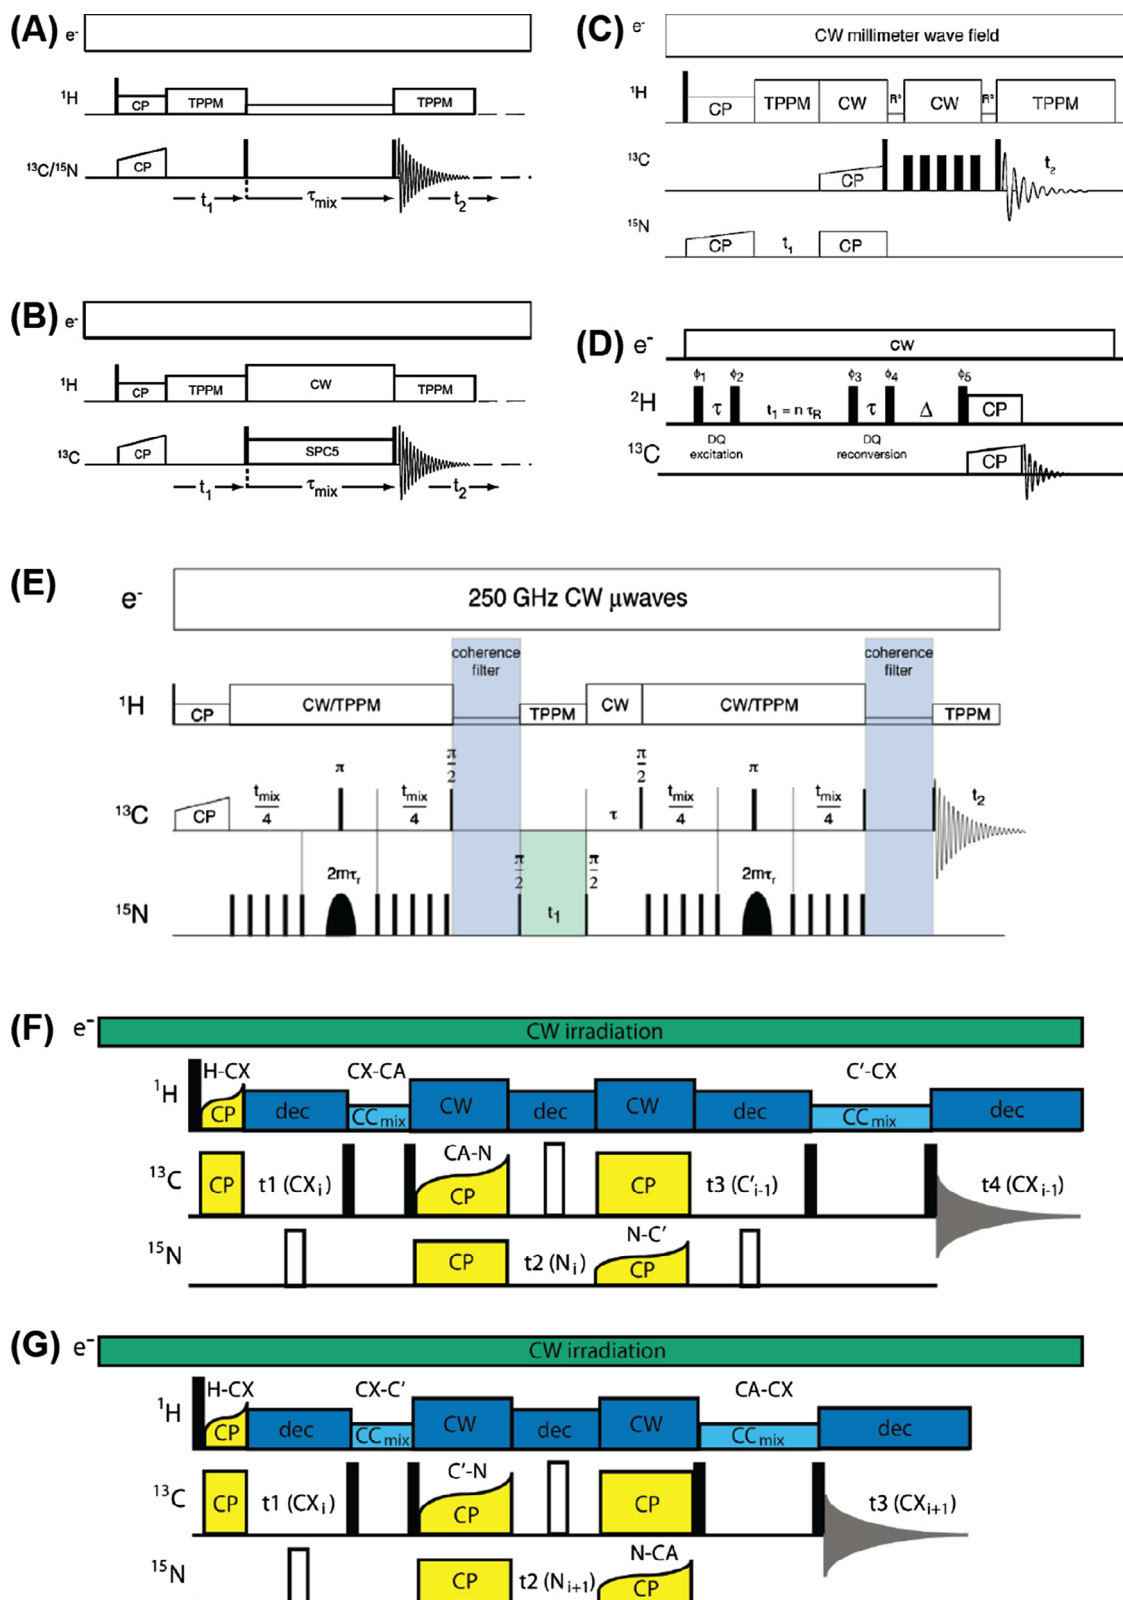 (A)
e-
1H
CP
TPPM
TPPM
13C/15N
CP
t1
τmix
t2
(B)
e-
1H
CP
TPPM
CW
TPPM
13C
CP
SPC5
t1
τmix
t2
(C)
e-
CW millimeter wave field
1H
CP
TPPM
CW
R3
CW
R3
TPPM
13C
CP
t2
15N
CP
t1
CP
(D)
e-
CW
ϕ1 ϕ2 ϕ3 ϕ4 ϕ5
2H
τ
t1 = n τR
τ
Δ
CP
DQ excitation
DQ reconversion
13C
CP
(E)
e-
250 GHz CW μwaves
coherence filter
coherence filter
1H
CP
CW/TPPM
TPPM
CW
CW/TPPM
TPPM
π
π/2
π/2
π
13C
CP
tmix/4
tmix/4
τ
tmix/4
tmix/4
t2
2mτr
π/2
π/2
2mτr
15N
t1
(F)
e-
CW irradiation
H-CX
CX-CA
C'-CX
1H
CP
dec
CCmix
CW
dec
CW
dec
CCmix
dec
CA-N
13C
CP
t1 (CXi)
CP
CP
t3 (C'i-1)
t4 (CXi-1)
N-C'
15N
CP
t2 (Ni)
CP
(G)
e-
CW irradiation
H-CX
CX-C'
CA-CX
1H
CP
dec
CCmix
CW
dec
CW
CCmix
dec
C'-N
13C
CP
t1 (CXi)
CP
CP
t3 (CXi+1)
N-CA
15N
CP
t2 (Ni+1)
CP